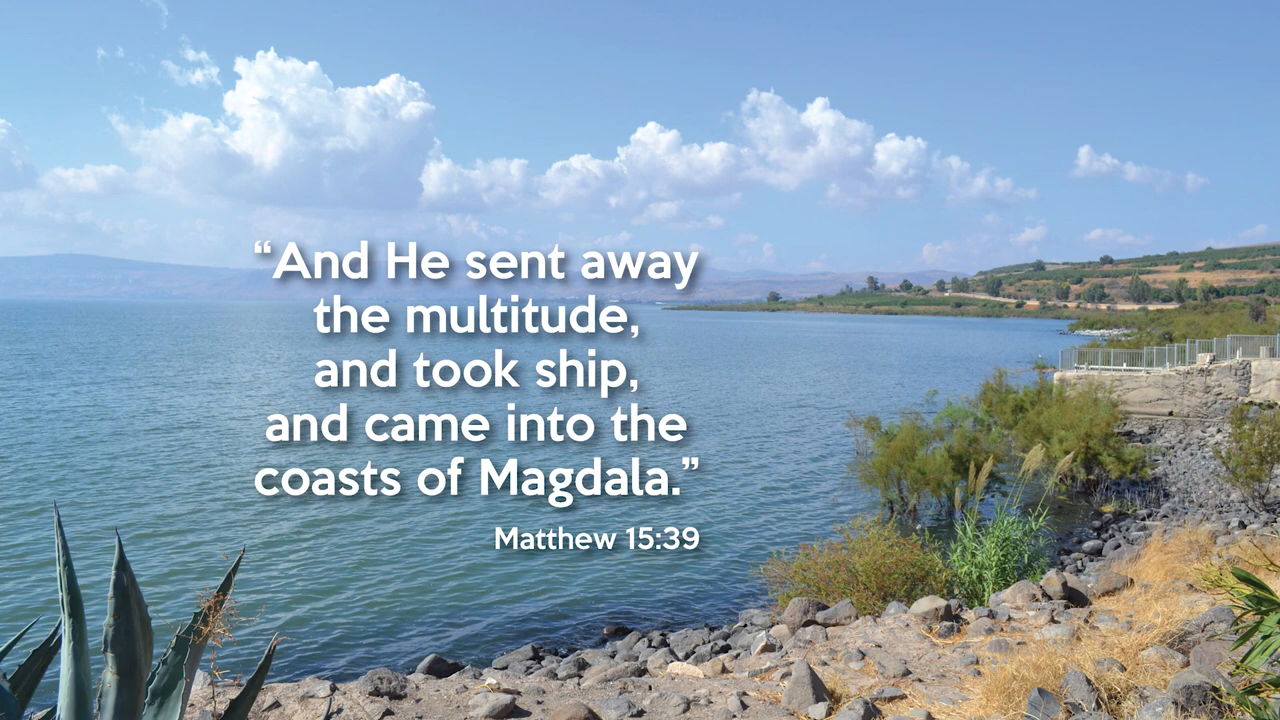 “And He sent away
the multitude,
and took ship,
and came into the
coasts of Magdala.”
Matthew 15:39